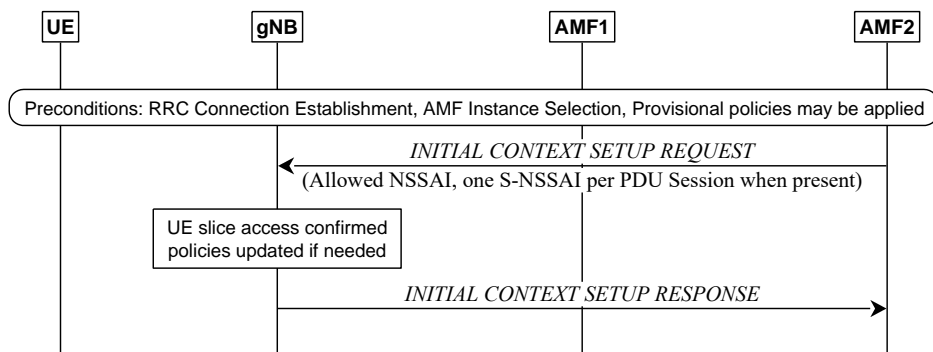 UE gNB AMF1 AMF2
Preconditions: RRC Connection Establishment, AMF Instance Selection, Provisional policies may be applied
INITIAL CONTEXT SETUP REQUEST
(Allowed NSSAI, one S-NSSAI per PDU Session when present)
UE slice access confirmed
policies updated if needed
INITIAL CONTEXT SETUP RESPONSE